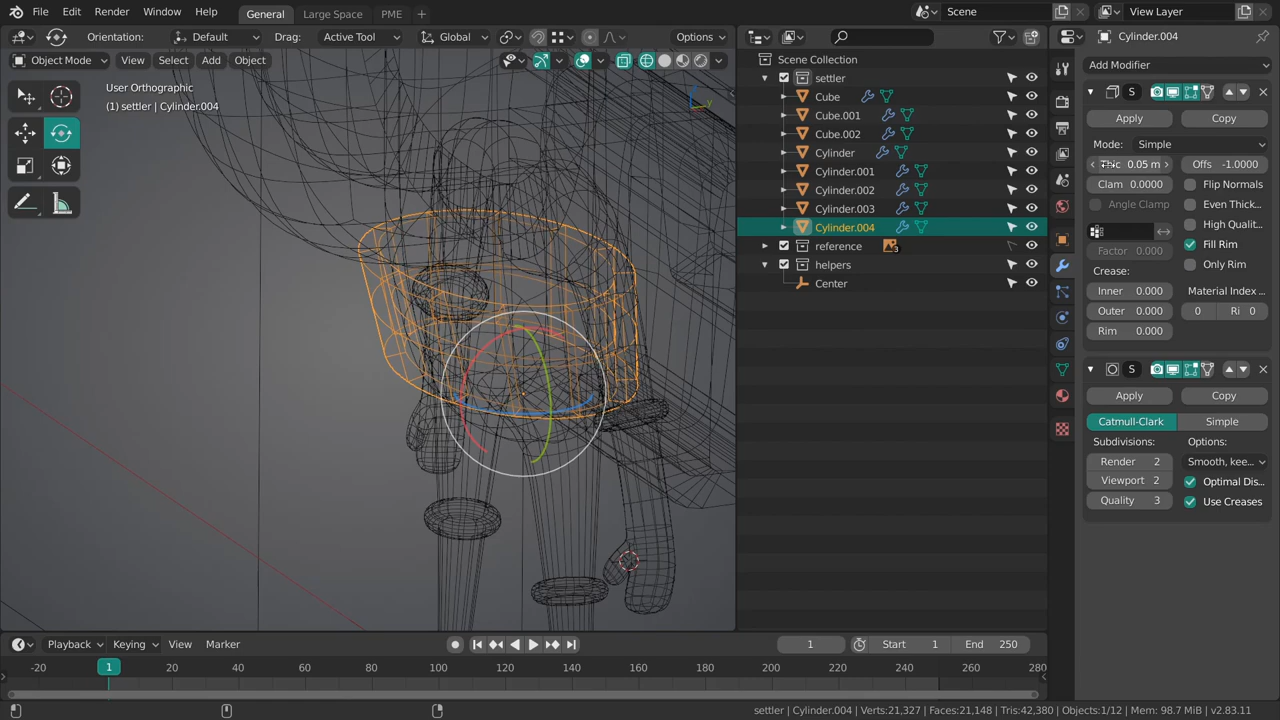 File Edit Render Window Help General Large Space PME + Scene View Layer
Orientation: Default Drag: Active Tool Global Options Cylinder.004
Object Mode View Select Add Object Scene Collection Add Modifier
User Orthographic settler S
(1) settler | Cylinder.004 Cube
Cube.001 Apply Copy
Cube.002 Mode: Simple
Cylinder Thic 0.05 m Offs -1.0000
Cylinder.001 Clam 0.0000 Flip Normals
Cylinder.002 Angle Clamp Even Thick...
Cylinder.003 High Qualit...
Cylinder.004 Factor 0.000 Fill Rim
reference 3 Only Rim
helpers Crease:
Center Inner 0.000 Material Index ...
Outer 0.000 0 Ri 0
Rim 0.000
S
Apply Copy
Catmull-Clark Simple
Subdivisions: Options:
Render 2 Smooth, kee...
Viewport 2 Optimal Dis...
Quality 3 Use Creases
Playback Keying View Marker 1 Start 1 End 250
-20 1 20 40 60 80 100 120 140 160 180 200 220 240 260 280
settler | Cylinder.004 | Verts:21,327 | Faces:21,148 | Tris:42,380 | Objects:1/12 | Mem: 98.7 MiB | v2.83.11